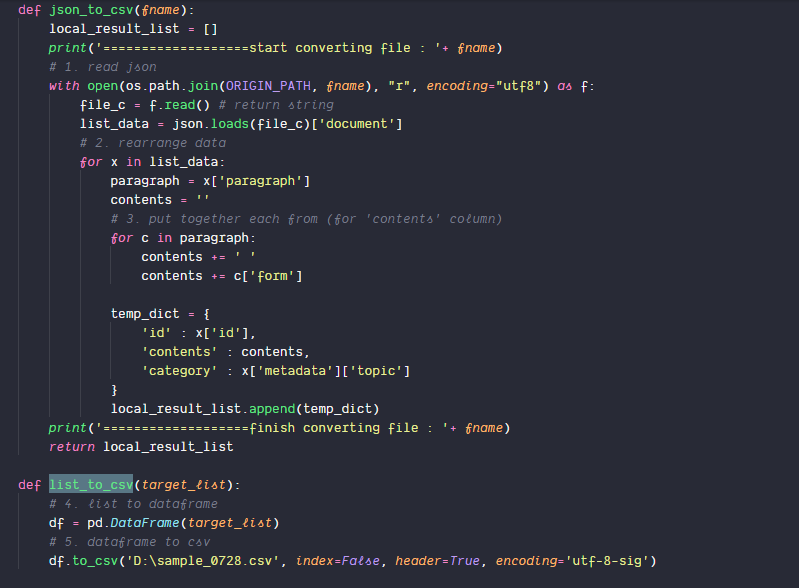 def json_to_csv(fname):
    local_result_list = []
    print('===================start converting file : '+ fname)
    # 1. read json
    with open(os.path.join(ORIGIN_PATH, fname), "r", encoding="utf8") as f:
        file_c = f.read() # return string
        list_data = json.loads(file_c)['document']
        # 2. rearrange data
        for x in list_data:
            paragraph = x['paragraph']
            contents = ''
            # 3. put together each from (for 'contents' column)
            for c in paragraph:
                contents += ' '
                contents += c['form']
            temp_dict = {
                'id' : x['id'],
                'contents' : contents,
                'category' : x['metadata']['topic']
            }
            local_result_list.append(temp_dict)
    print('===================finish converting file : '+ fname)
    return local_result_list
def list_to_csv(target_list):
    # 4. list to dataframe
    df = pd.DataFrame(target_list)
    # 5. dataframe to csv
    df.to_csv('D:\sample_0728.csv', index=False, header=True, encoding='utf-8-sig')